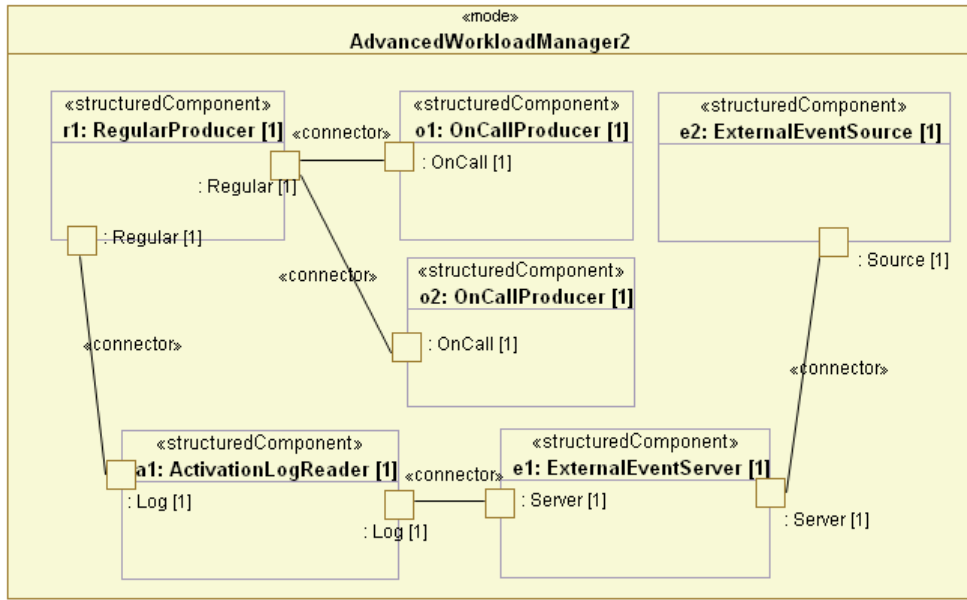 «mode»
AdvancedWorkloadManager2
«structuredComponent»
r1: RegularProducer [1]
: Regular [1]
: Regular [1]
«connector»
«structuredComponent»
o1: OnCallProducer [1]
: OnCall [1]
«structuredComponent»
e2: ExternalEventSource [1]
: Source [1]
«connector»
«structuredComponent»
o2: OnCallProducer [1]
: OnCall [1]
«connector»
«connector»
«structuredComponent»
a1: ActivationLogReader [1]
: Log [1]
: Log [1]
«connector»
«structuredComponent»
e1: ExternalEventServer [1]
: Server [1]
: Server [1]